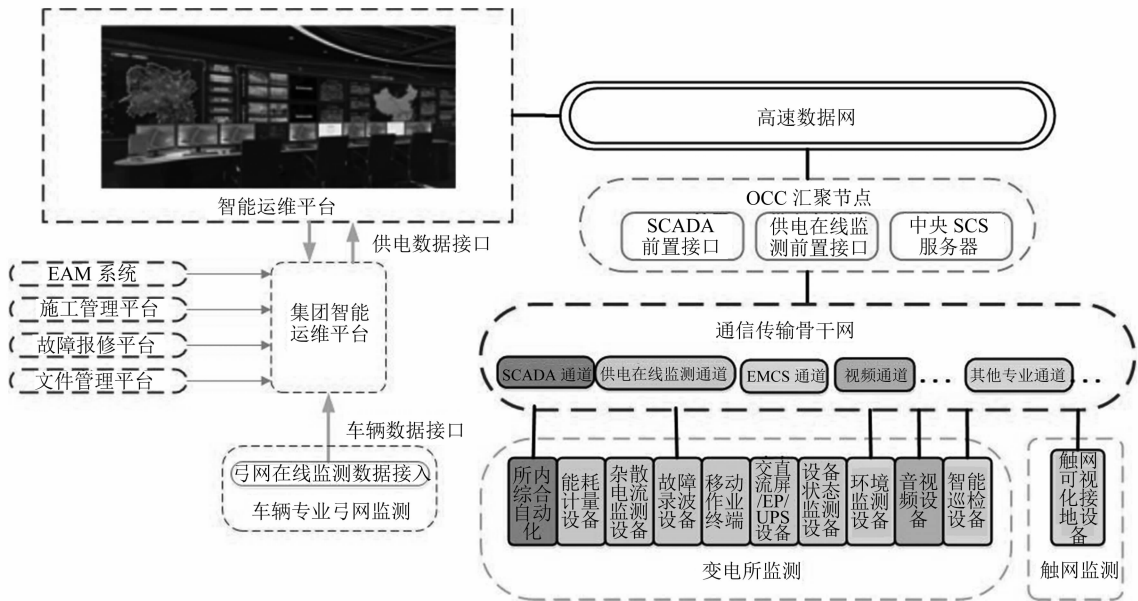 智能运维平台
供电数据接口
EAM 系统
施工管理平台
故障报修平台
文件管理平台
集团智能
运维平台
车辆数据接口
弓网在线监测数据接入
车辆专业弓网监测
高速数据网
OCC 汇聚节点
SCADA
前置接口
供电在线监
测前置接口
中央 SCS
服务器
通信传输骨干网
SCADA 通道
供电在线监测通道
EMCS 通道
视频通道
...
其他专业通道
...
所内
综合
自动
化
能耗
计量
设备
杂散
电流
监测
设备
故障
录波
设备
移动
作业
终端
交直
流屏
/EP/
UPS
设备
设备
状态
监测
设备
环境
监测
设备
音视
频设
备
智能
巡检
设备
变电所监测
触网
可视
化接
地设
备
触网监测